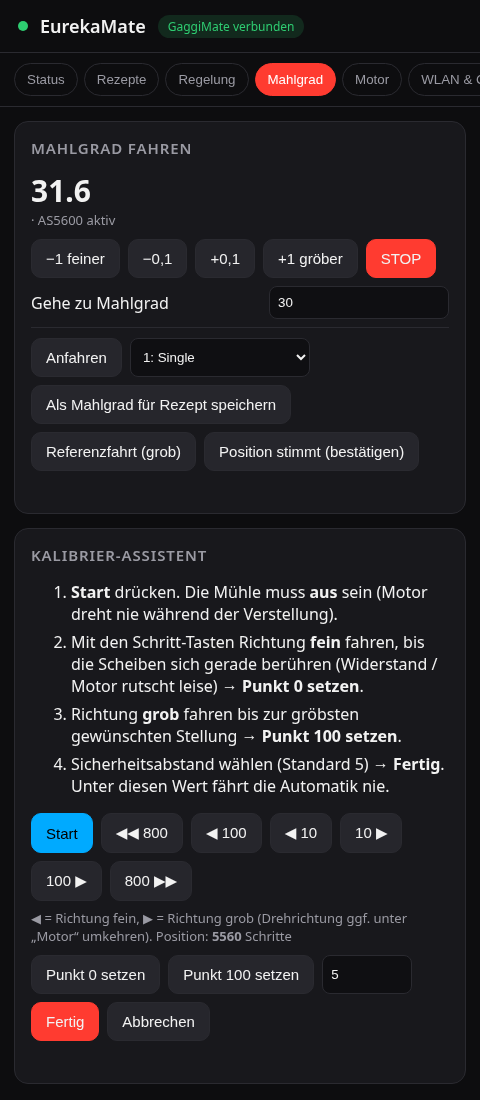 EurekaMate GaggiMate verbunden
Status Rezepte Regelung Mahlgrad Motor WLAN &
MAHLGRAD FAHREN
31.6
· AS5600 aktiv
−1 feiner −0,1 +0,1 +1 gröber STOP
Gehe zu Mahlgrad 30
Anfahren 1: Single
Als Mahlgrad für Rezept speichern
Referenzfahrt (grob) Position stimmt (bestätigen)
KALIBRIER-ASSISTENT
1. Start drücken. Die Mühle muss aus sein (Motor
dreht nie während der Verstellung).
2. Mit den Schritt-Tasten Richtung fein fahren, bis
die Scheiben sich gerade berühren (Widerstand /
Motor rutscht leise) → Punkt 0 setzen.
3. Richtung grob fahren bis zur gröbsten
gewünschten Stellung → Punkt 100 setzen.
4. Sicherheitsabstand wählen (Standard 5) → Fertig.
Unter diesen Wert fährt die Automatik nie.
Start ◀◀ 800 ◀ 100 ◀ 10 10 ▶
100 ▶ 800 ▶▶
◀ = Richtung fein, ▶ = Richtung grob (Drehrichtung ggf. unter
„Motor“ umkehren). Position: 5560 Schritte
Punkt 0 setzen Punkt 100 setzen 5
Fertig Abbrechen